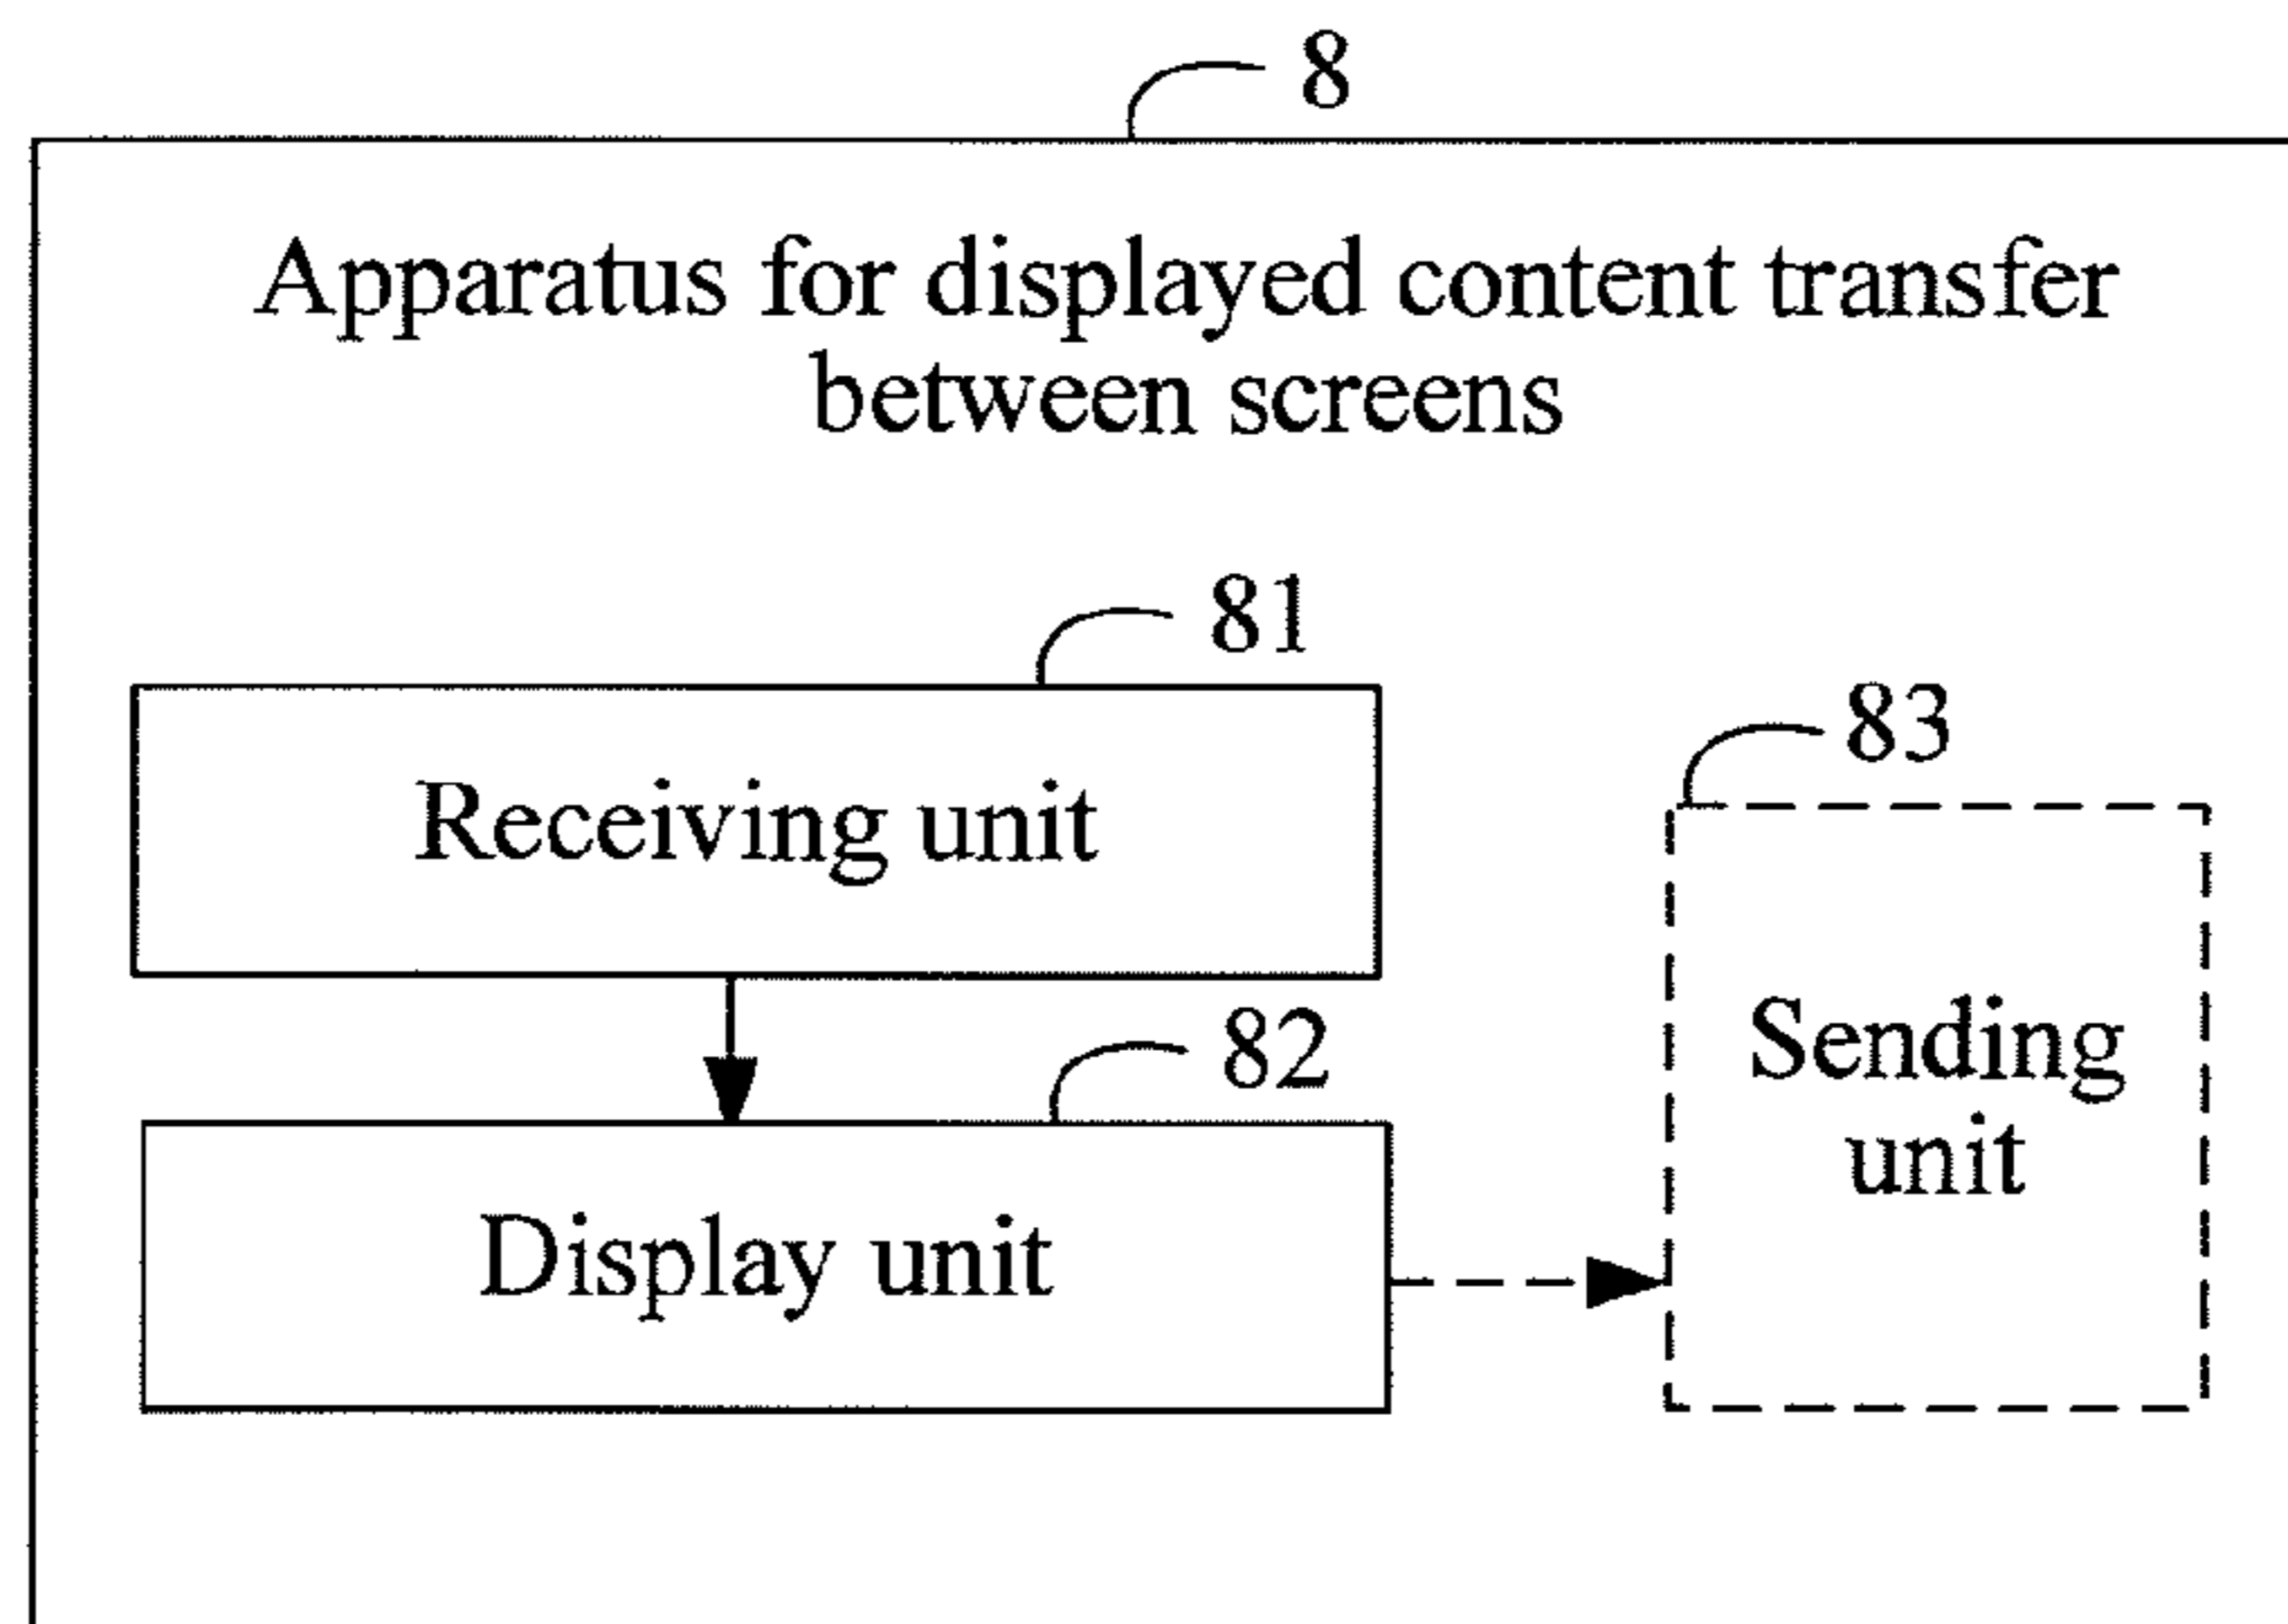 8
Apparatus for displayed content transfer
between screens
81
Receiving unit
83
82
Sending
unit
Display unit